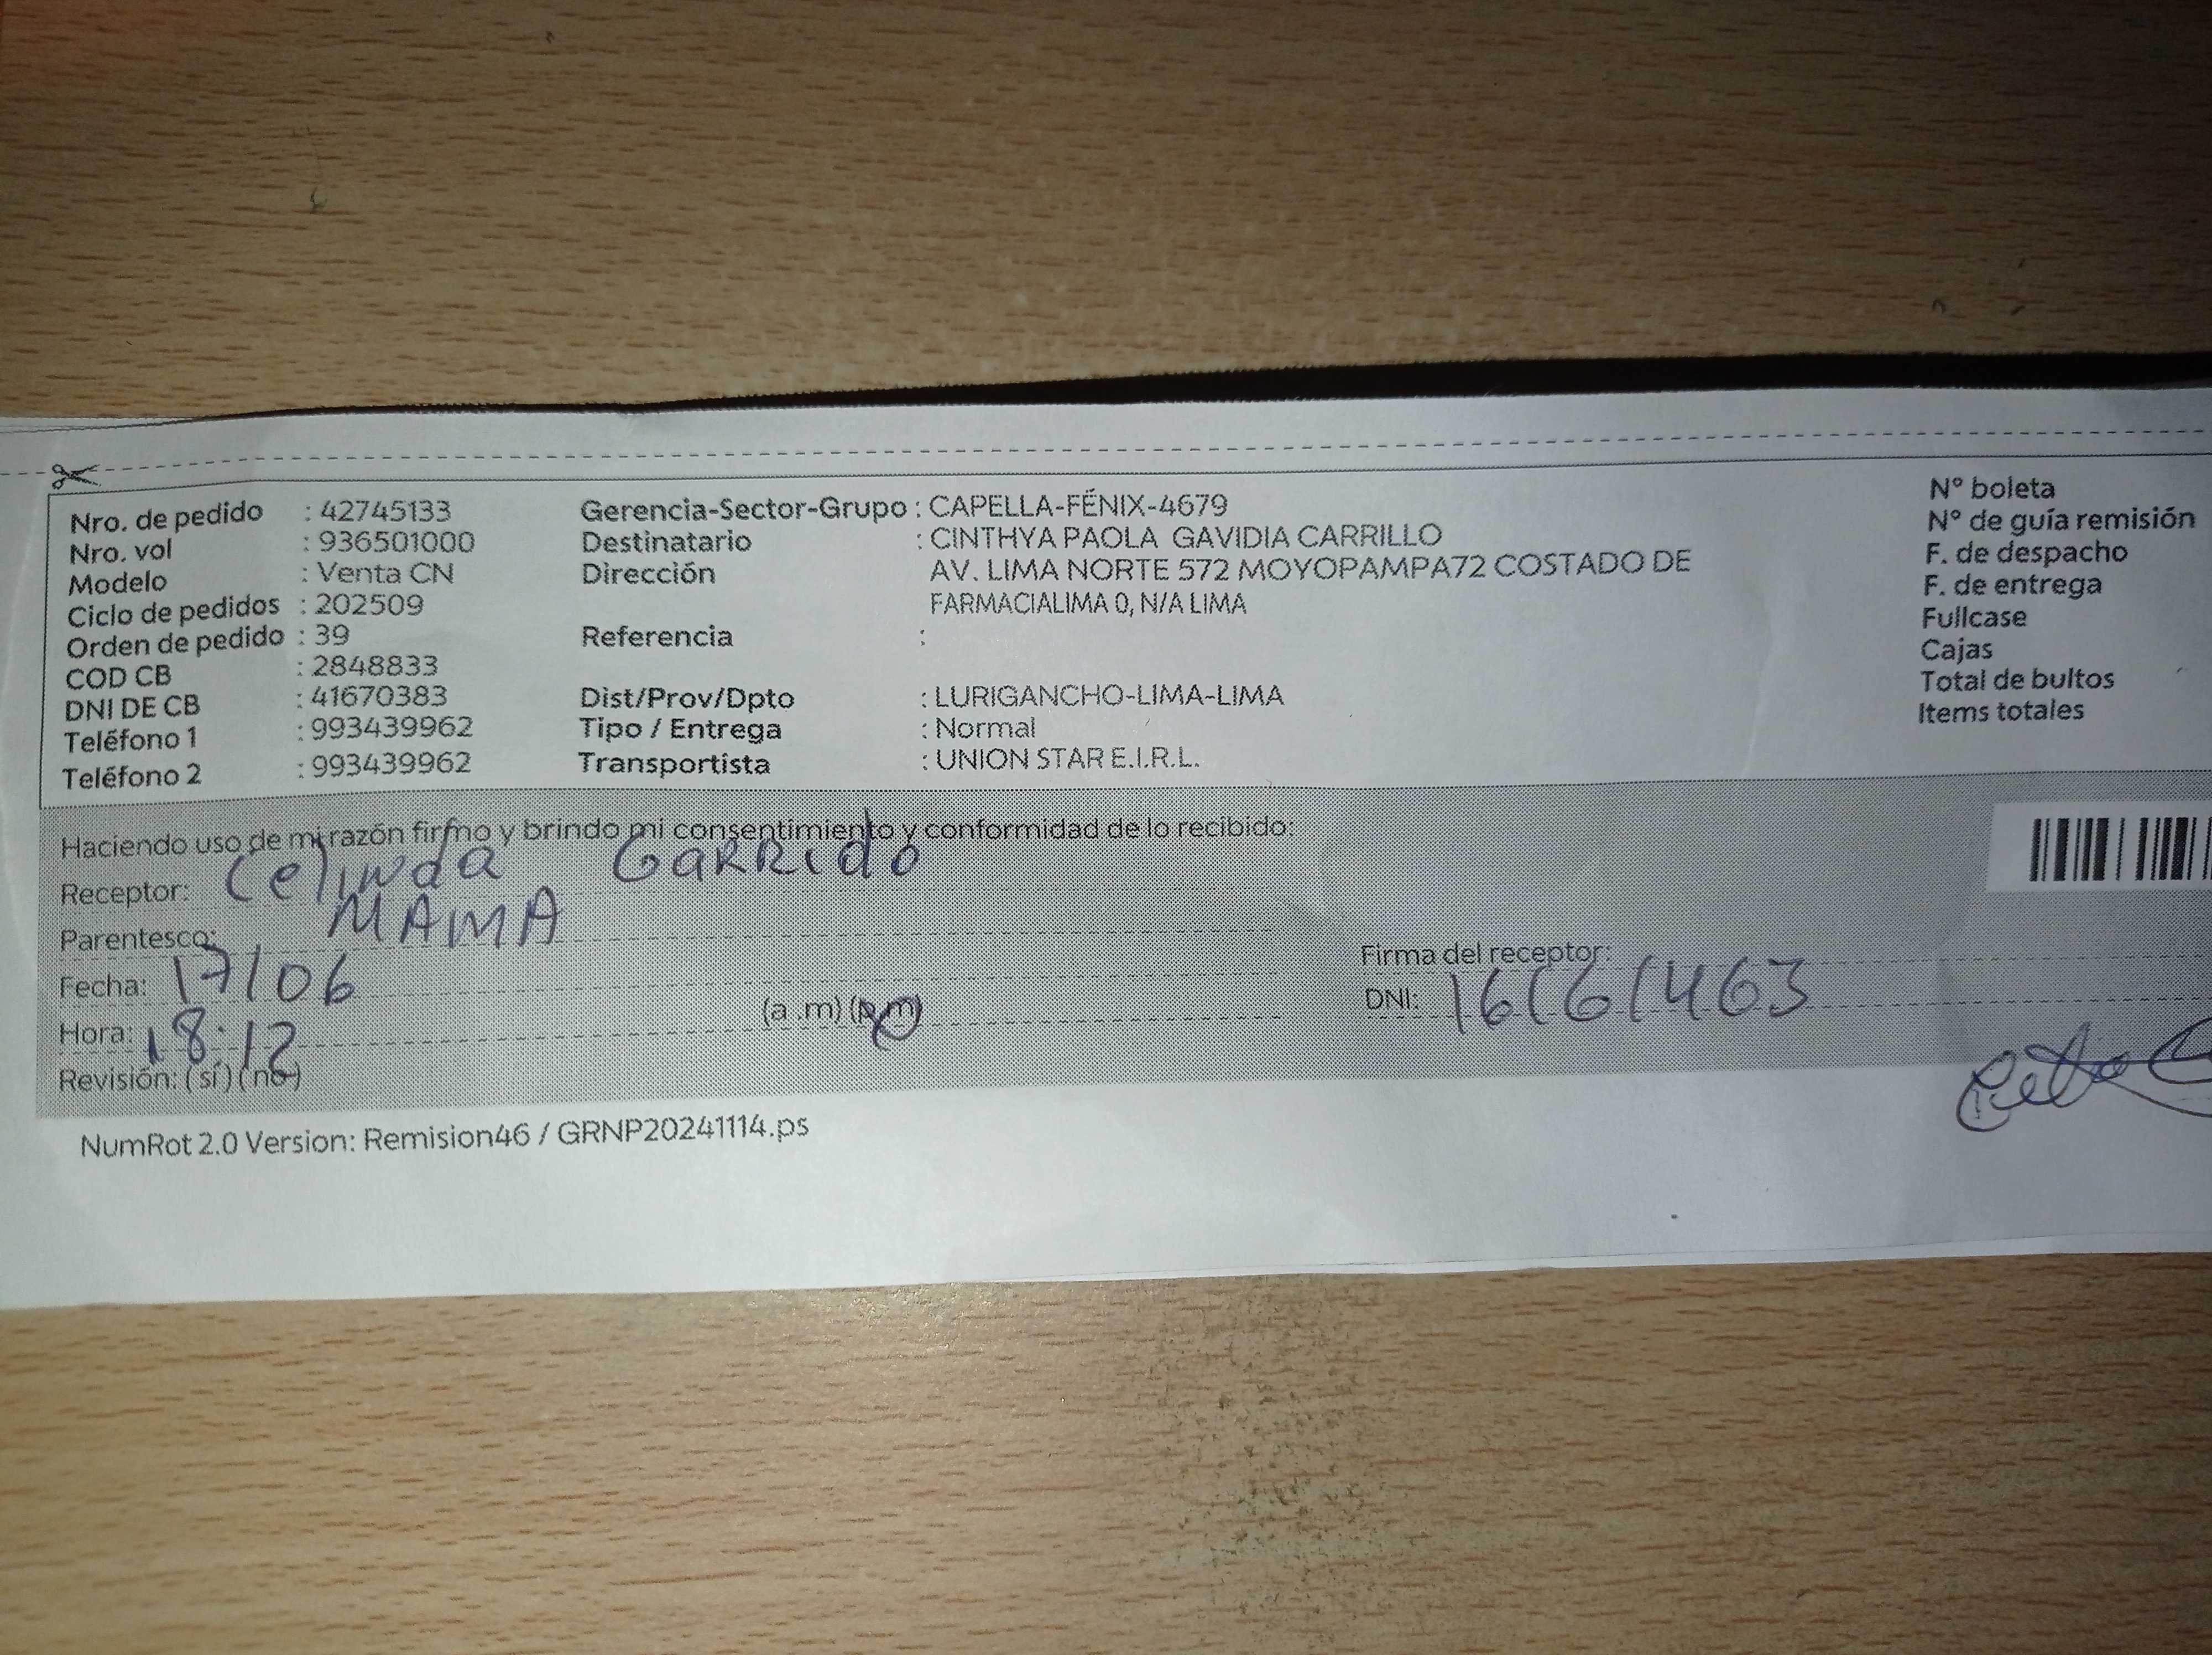 Nro. de pedido : 42745133 Gerencia-Sector-Grupo : CAPELLA-FÉNIX-4679 N° boleta
Nro. vol : 936501000 Destinatario : CINTHYA PAOLA GAVIDIA CARRILLO N° de guía remisión
Modelo : Venta CN Dirección AV. LIMA NORTE 572 MOYOPAMPA72 COSTADO DE F. de despacho
Ciclo de pedidos : 202509 FARMACIALIMA 0, N/A LIMA F. de entrega
Orden de pedido : 39 Referencia : Fullcase
COD CB : 2848833 Cajas
DNI DE CB : 41670383 Dist/Prov/Dpto : LURIGANCHO-LIMA-LIMA Total de bultos
Teléfono 1 : 993439962 Tipo / Entrega : Normal Items totales
Teléfono 2 : 993439962 Transportista : UNION STAR E.I.R.L.
Haciendo uso de mi razón firmo y brindo mi consentimiento y conformidad de lo recibido:
Receptor: Celinda Garrido
Parentesco: MAMA
Fecha: 17/06 Firma del receptor:
Hora: 18:12 (a .m) (p.m) DNI: 16161463
Revisión: (sí) (no)
NumRot 2.0 Version: Remision46 / GRNP20241114.ps